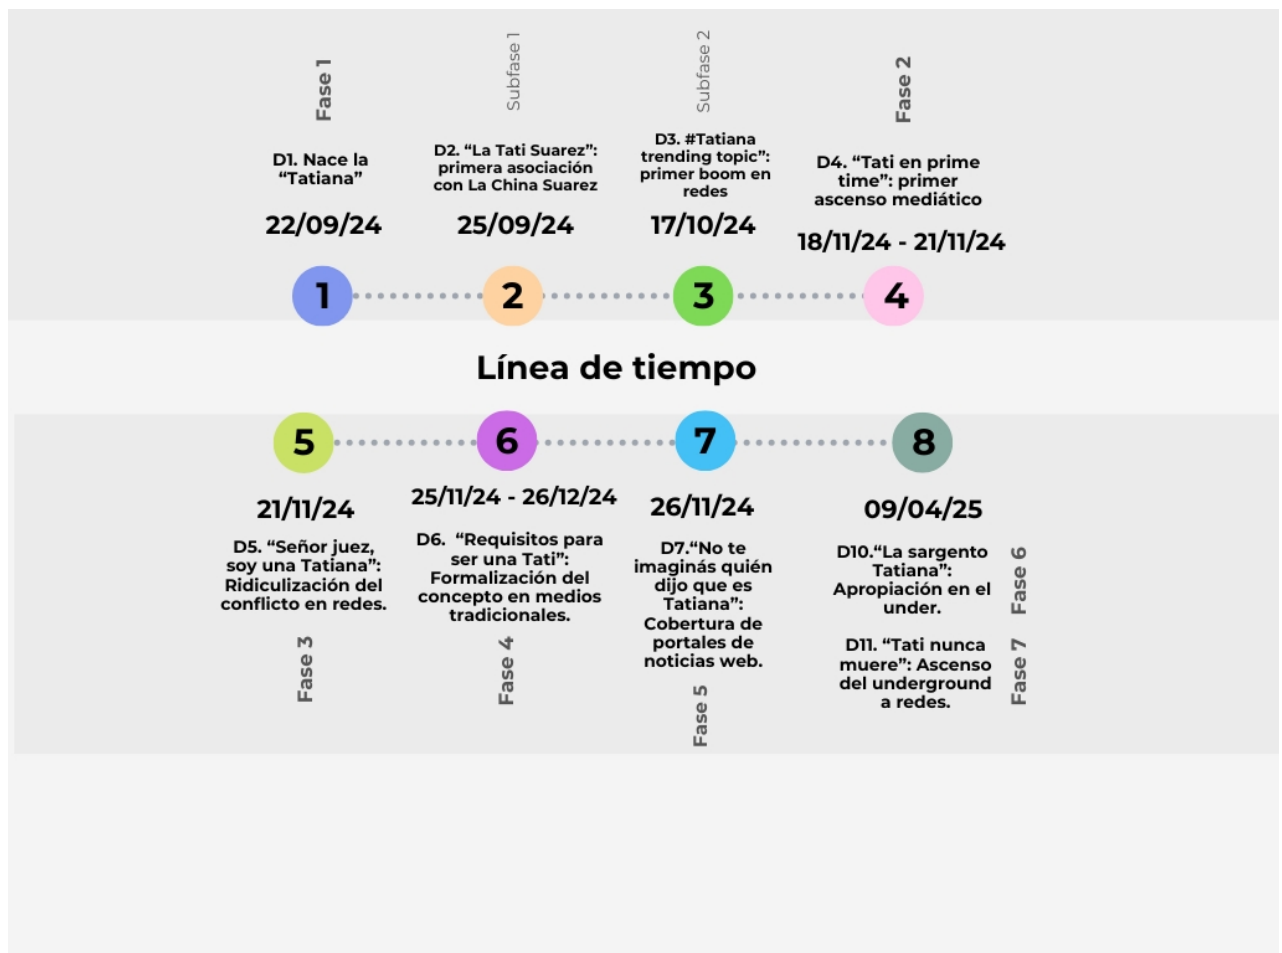 Fase 1
Subfase 1
Subfase 2
Fase 2
D1. Nace la
“Tatiana”
22/09/24
D2. “La Tati Suarez”:
primera asociación
con La China Suarez
25/09/24
D3. #Tatiana
trending topic”:
primer boom en
redes
17/10/24
D4. “Tati en prime
time”: primer
ascenso mediático
18/11/24 - 21/11/24
1
2
3
4
Línea de tiempo
5
6
7
8
21/11/24
D5. “Señor juez,
soy una Tatiana”:
Ridiculización del
conflicto en redes.
Fase 3
25/11/24 - 26/12/24
D6. “Requisitos para
ser una Tati”:
Formalización del
concepto en medios
tradicionales.
Fase 4
26/11/24
D7.“No te
imaginás quién
dijo que es
Tatiana”:
Cobertura de
portales de
noticias web.
Fase 5
09/04/25
D10.“La sargento
Tatiana”:
Apropiación en el
under.
Fase 6
D11. “Tati nunca
muere”: Ascenso
del underground
a redes.
Fase 7